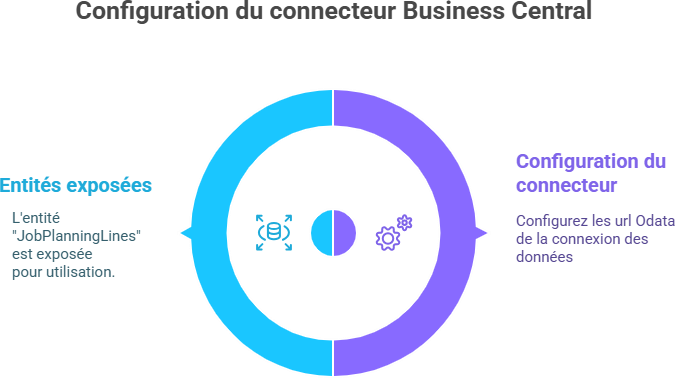 Configuration du connecteur Business Central
Entités exposées
L'entité
"JobPlanningLines"
est exposée
pour utilisation.
Configuration du
connecteur
Configurez les url Odata
de la connexion des
données